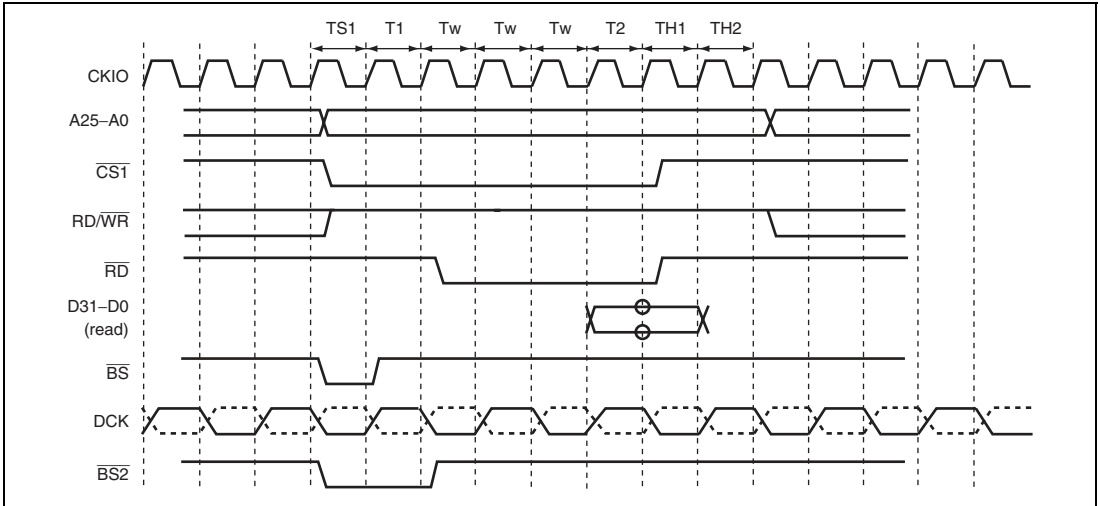 TS1 T1 Tw Tw Tw T2 TH1 TH2
CKIO
A25–A0
CS1
RD/WR
RD
D31–D0
(read)
BS
DCK
BS2